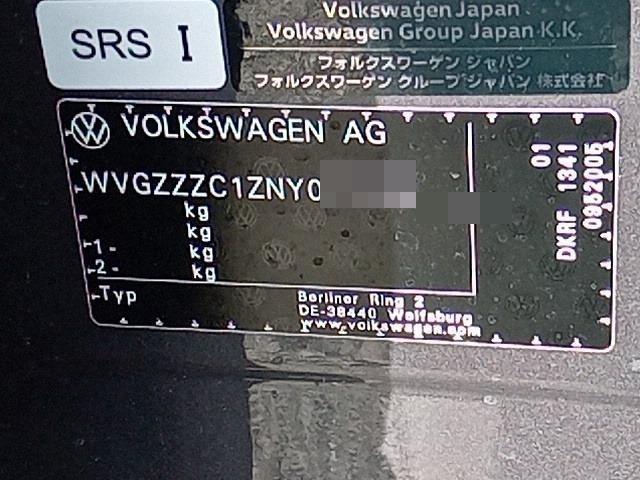 SRS I
Volkswagen Japan
Volkswagen Group Japan K.K.
フォルクスワーゲン ジャパン
フォルクスワーゲン グループ ジャパン 株式会社
VOLKSWAGEN AG
WVGZZZC1ZNY0
kg
kg
1- kg
2- kg
Typ
Berliner Ring 2
DE-38440 Wolfsburg
www.volkswagen.com
01
DKRF 1341
0952005